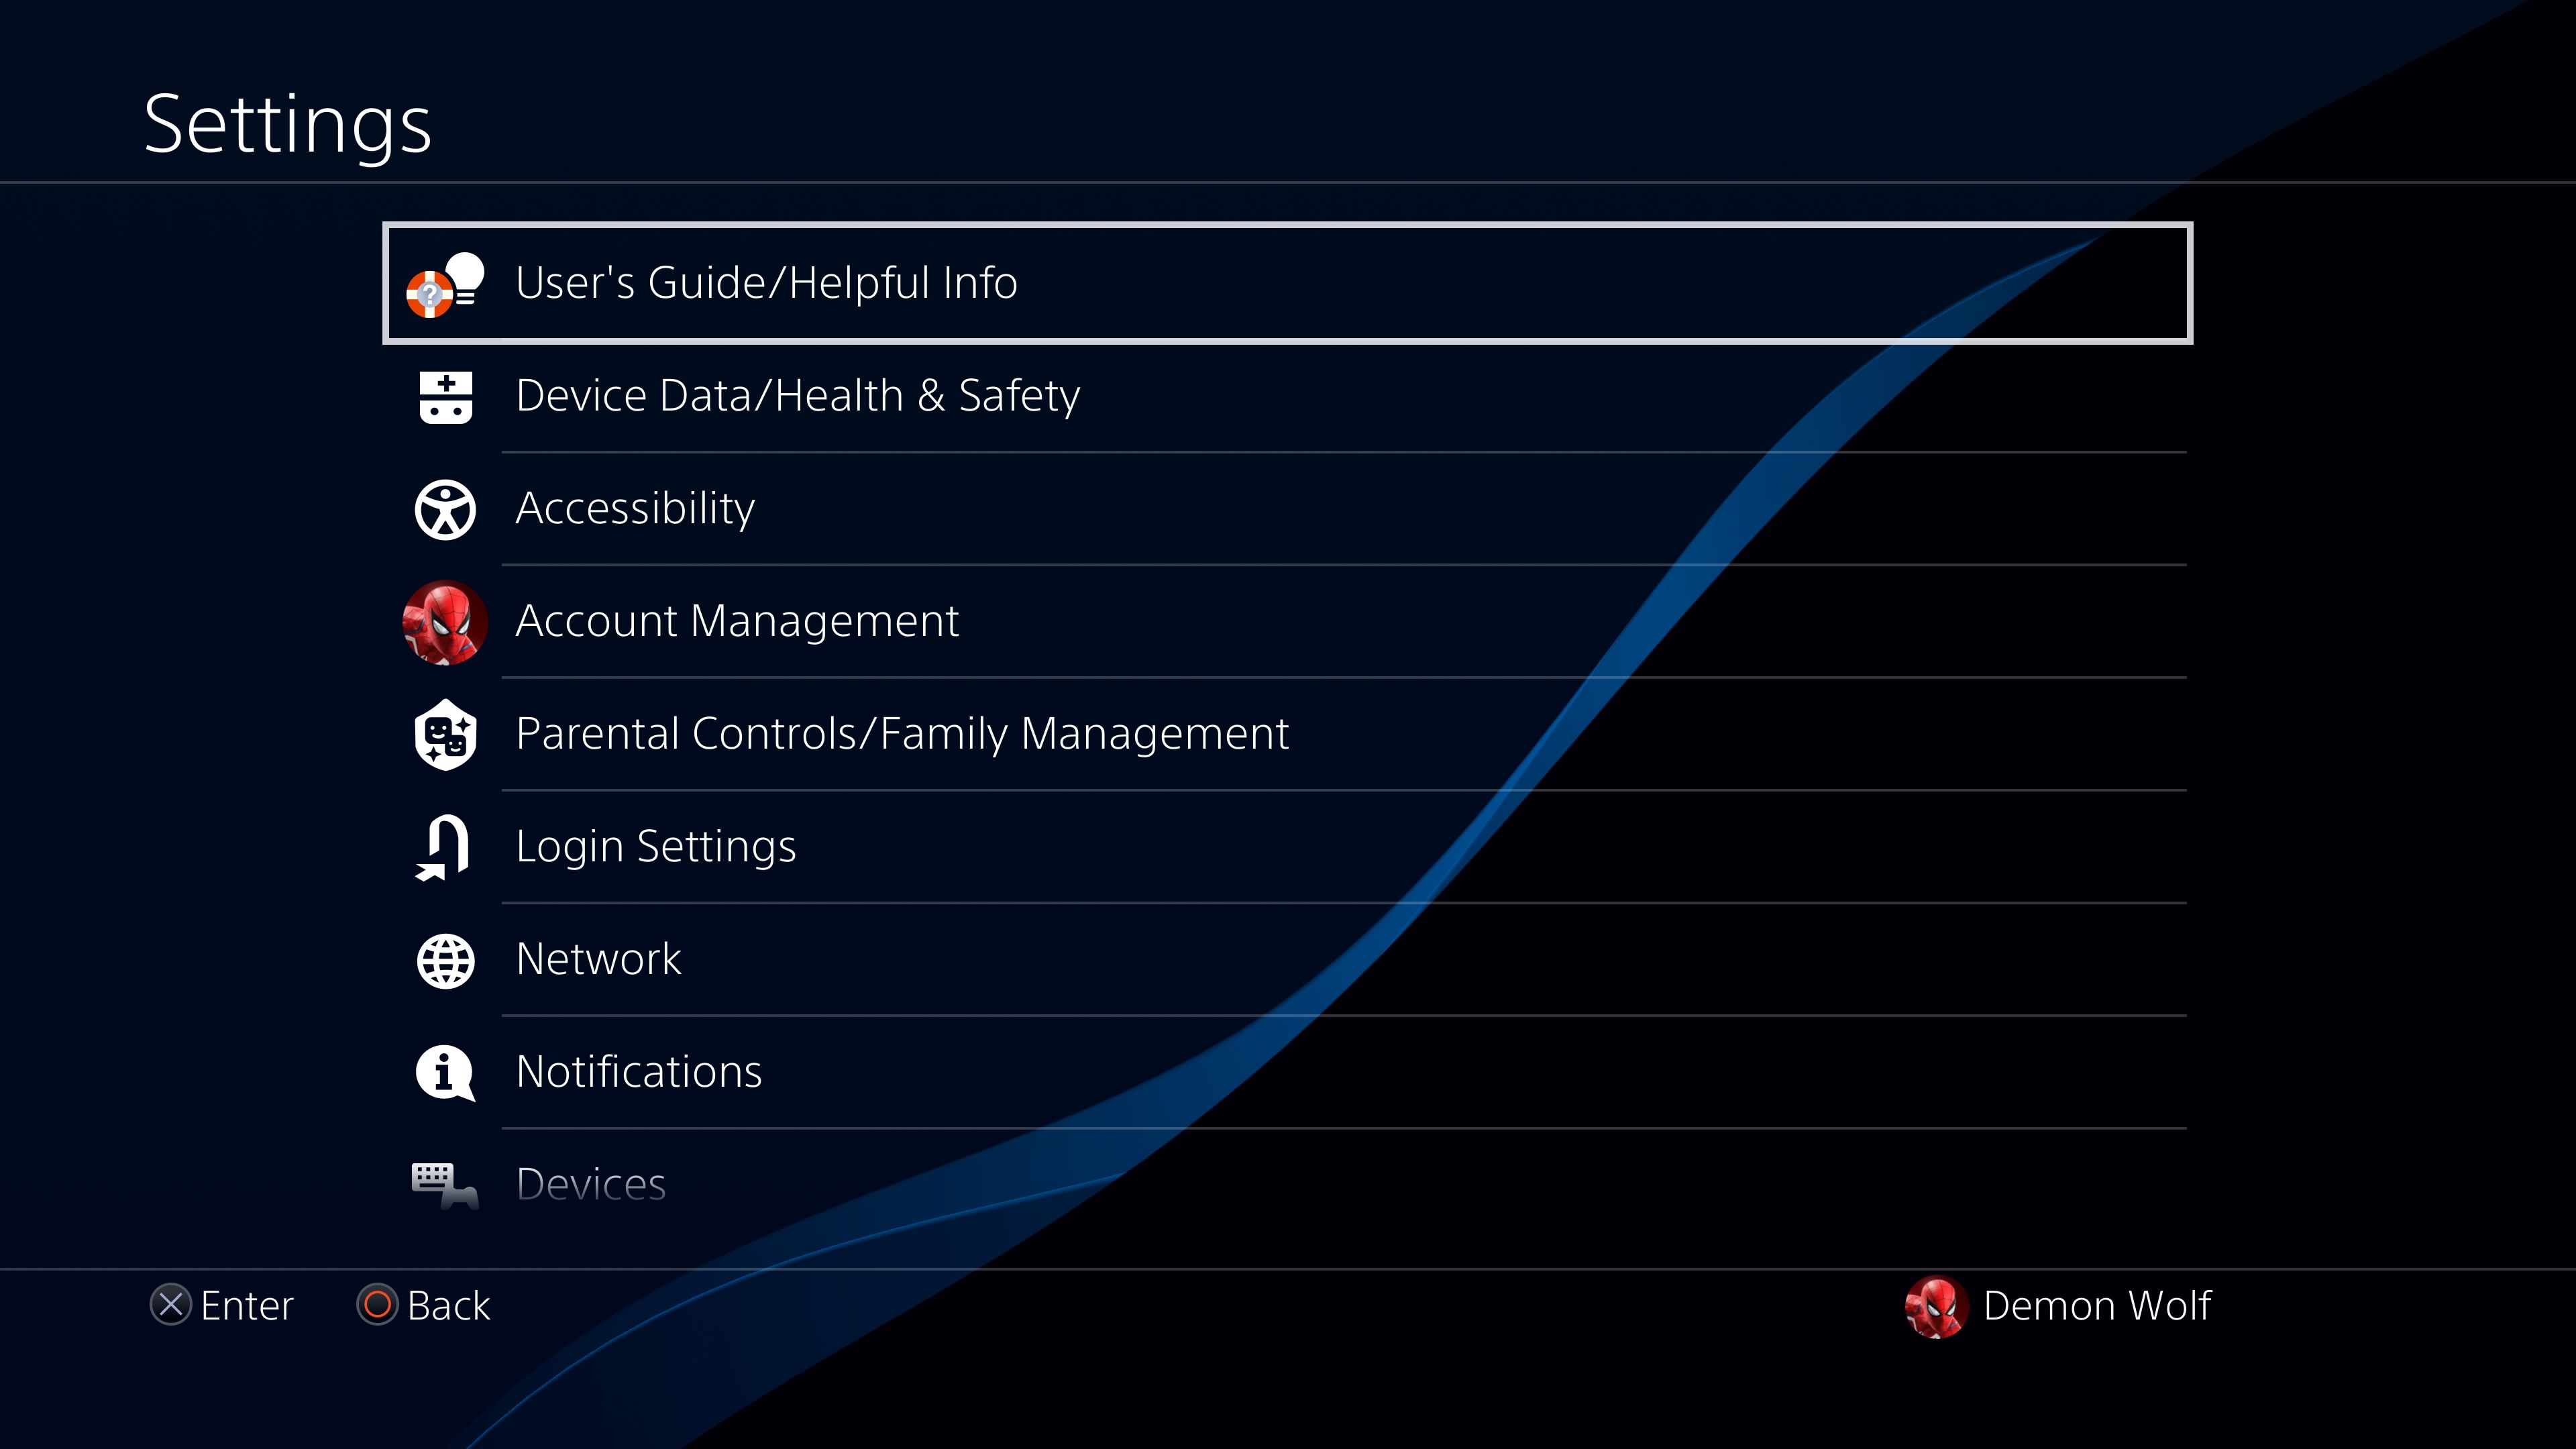 Settings
User's Guide/Helpful Info
Device Data/Health & Safety
Accessibility
Account Management
Parental Controls/Family Management
Login Settings
Network
Notifications
Devices
Enter Back Demon Wolf